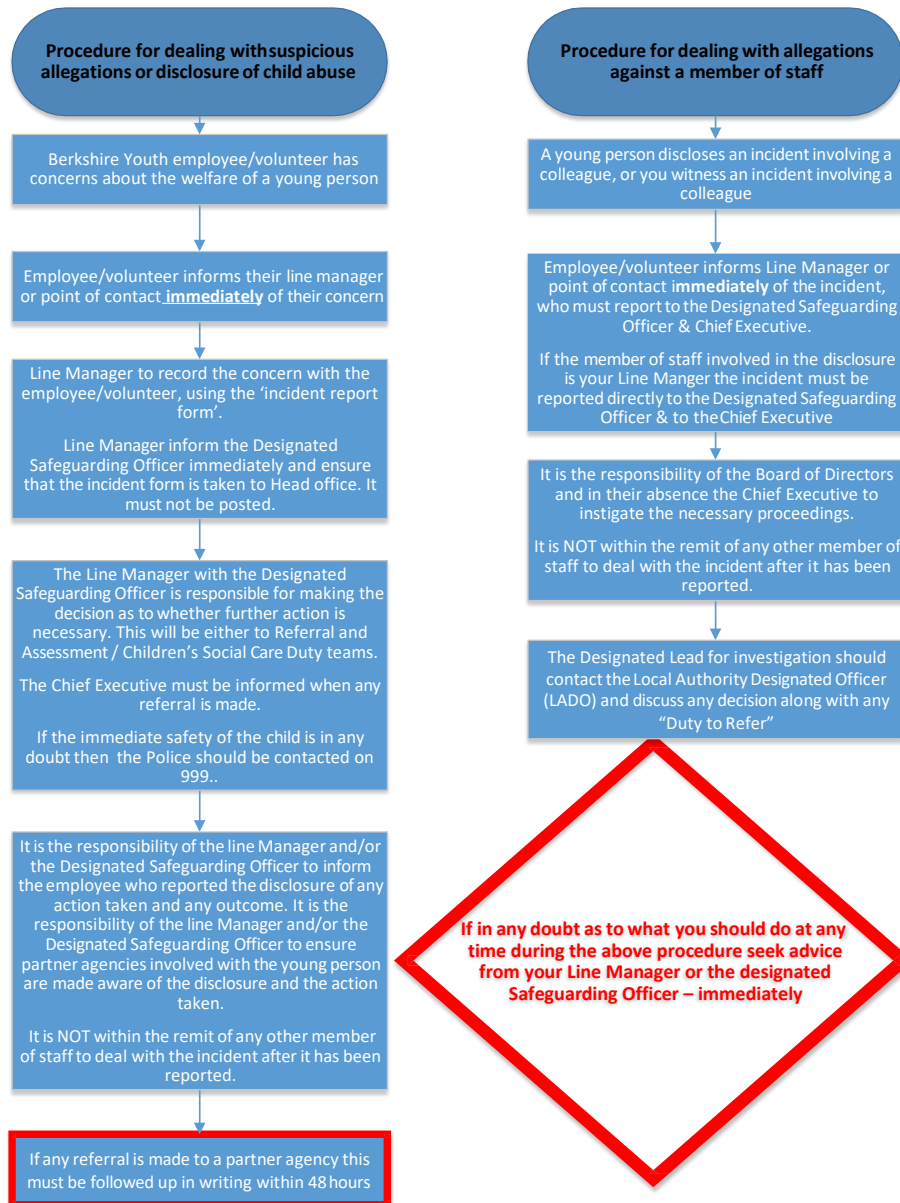 Procedure for dealing with suspicious
allegations or disclosure of child abuse
Berkshire Youth employee/volunteer has
concerns about the welfare of a young person
Employee/volunteer informs their line manager
or point of contact immediately of their concern
Line Manager to record the concern with the
employee/volunteer, using the ‘incident report
form’.
Line Manager inform the Designated
Safeguarding Officer immediately and ensure
that the incident form is taken to Head office. It
must not be posted.
The Line Manager with the Designated
Safeguarding Officer is responsible for making the
decision as to whether further action is
necessary. This will be either to Referral and
Assessment / Children’s Social Care Duty teams.
The Chief Executive must be informed when any
referral is made.
If the immediate safety of the child is in any
doubt then the Police should be contacted on
999..
It is the responsibility of the line Manager and/or
the Designated Safeguarding Officer to inform
the employee who reported the disclosure of any
action taken and any outcome. It is the
responsibility of the line Manager and/or the
Designated Safeguarding Officer to ensure
partner agencies involved with the young person
are made aware of the disclosure and the action
taken.
It is NOT within the remit of any other member
of staff to deal with the incident after it has been
reported.
If any referral is made to a partner agency this
must be followed up in writing within 48 hours
Procedure for dealing with allegations
against a member of staff
A young person discloses an incident involving a
colleague, or you witness an incident involving a
colleague
Employee/volunteer informs Line Manager or
point of contact immediately of the incident,
who must report to the Designated Safeguarding
Officer & Chief Executive.
If the member of staff involved in the disclosure
is your Line Manger the incident must be
reported directly to the Designated Safeguarding
Officer & to the Chief Executive
It is the responsibility of the Board of Directors
and in their absence the Chief Executive to
instigate the necessary proceedings.
It is NOT within the remit of any other member of
staff to deal with the incident after it has been
reported.
The Designated Lead for investigation should
contact the Local Authority Designated Officer
(LADO) and discuss any decision along with any
“Duty to Refer”
If in any doubt as to what you should do at any
time during the above procedure seek advice
from your Line Manager or the designated
Safeguarding Officer – immediately